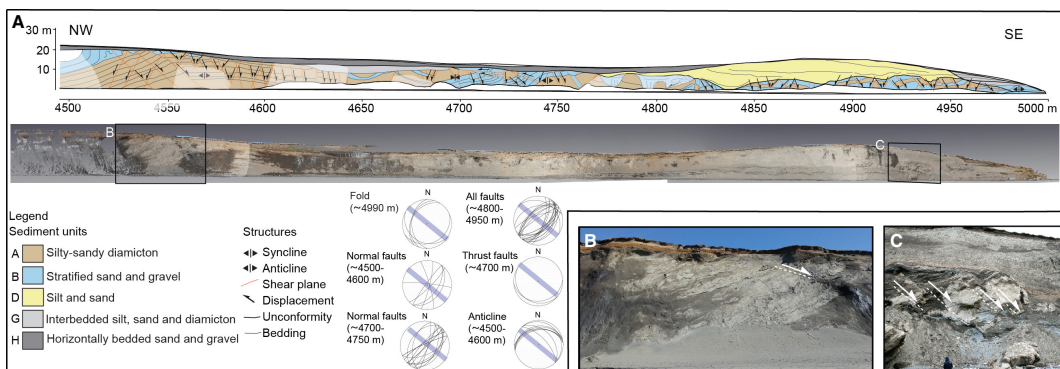 A
30 m
NW
SE
20
10
4500
4550
4600
4650
4700
4750
4800
4850
4900
4950
5000 m
B
C
Legend
Sediment units
A Silty-sandy diamicton
B Stratified sand and gravel
D Silt and sand
G Interbedded silt, sand and diamicton
H Horizontally bedded sand and gravel
Structures
Syncline
Anticline
Shear plane
Displacement
Unconformity
Bedding
Fold
(~4990 m)
N
All faults
(~4800-
4950 m)
N
Normal faults
(~4500-
4600 m)
N
Thrust faults
(~4700 m)
N
Normal faults
(~4700-
4750 m)
N
Anticline
(~4500-
4600 m)
N
B
C